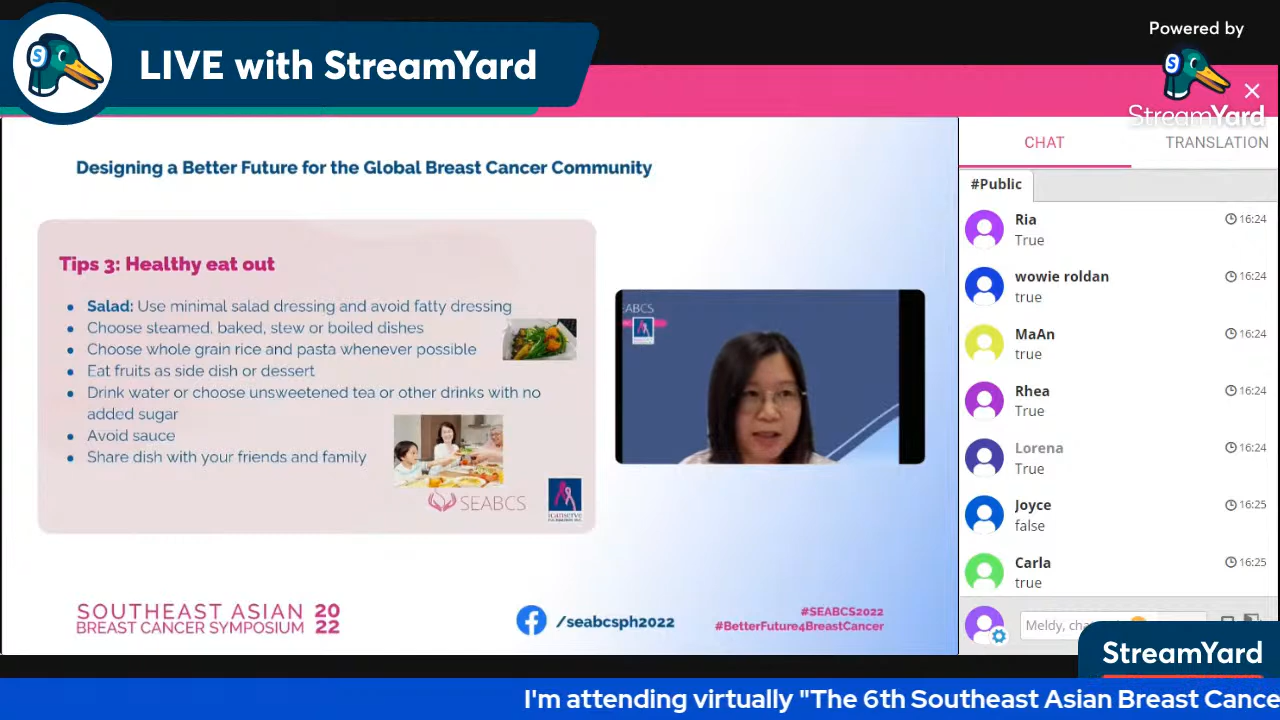 LIVE with StreamYard
Powered by
StreamYard
CHAT
TRANSLATION
#Public
Designing a Better Future for the Global Breast Cancer Community
Tips 3: Healthy eat out
Salad: Use minimal salad dressing and avoid fatty dressing
Choose steamed, baked, stew or boiled dishes
Choose whole grain rice and pasta whenever possible
Eat fruits as side dish or dessert
Drink water or choose unsweetened tea or other drinks with no
added sugar
Avoid sauce
Share dish with your friends and family
SEABCS
EABCS
Ria 16:24
True
wowie roldan 16:24
true
MaAn 16:24
true
Rhea 16:24
True
Lorena 16:24
True
Joyce 16:25
false
Carla 16:25
true
SOUTHEAST ASIAN 20
BREAST CANCER SYMPOSIUM 22
/seabcsph2022
#SEABCS2022
#BetterFuture4BreastCancer
Meldy,
StreamYard
I'm attending virtually "The 6th Southeast Asian Breast Cance